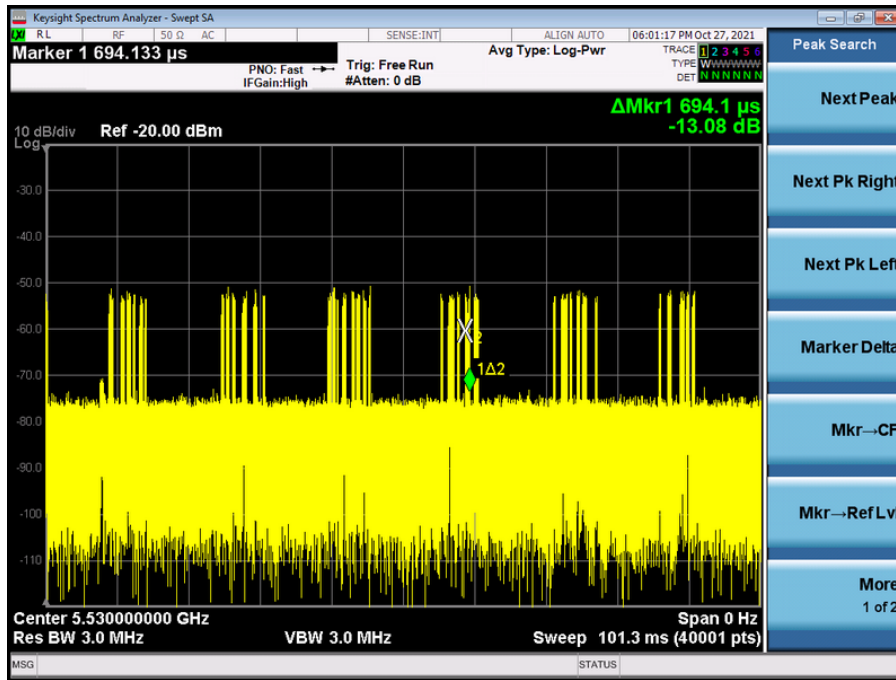 Keysight Spectrum Analyzer - Swept SA
LXI RL RF 50 Ω AC SENSE:INT ALIGN AUTO 06:01:17 PM Oct 27, 2021
Marker 1 694.133 µs
PNO: Fast
IFGain:High
Trig: Free Run
#Atten: 0 dB
Avg Type: Log-Pwr
TRACE 1 2 3 4 5 6
TYPE WWWWWW
DET N N N N N N
ΔMkr1 694.1 µs
-13.08 dB
10 dB/div Ref -20.00 dBm
Log
-30.0
-40.0
-50.0
-60.0
-70.0
-80.0
-90.0
-100
-110
X2
1Δ2
Center 5.530000000 GHz Span 0 Hz
Res BW 3.0 MHz VBW 3.0 MHz Sweep 101.3 ms (40001 pts)
MSG STATUS
Peak Search
Next Peak
Next Pk Right
Next Pk Left
Marker Delta
Mkr→CF
Mkr→Ref Lvl
More
1 of 2